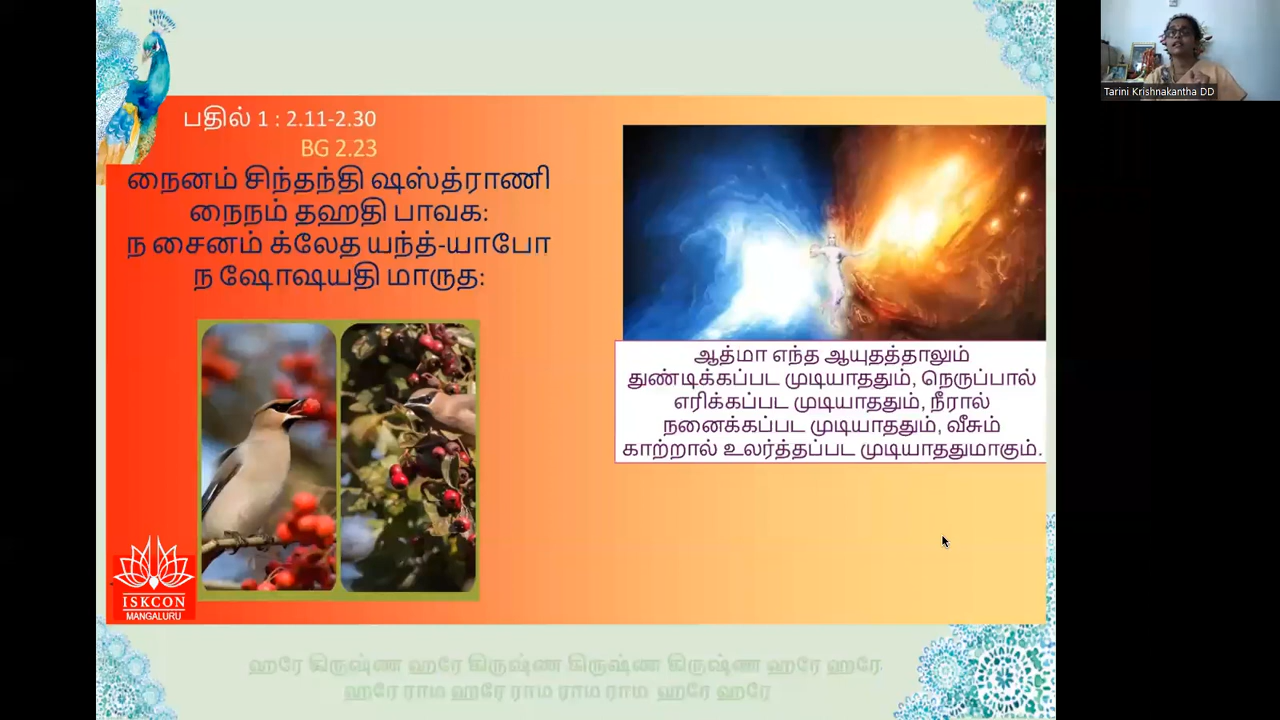 பதில் 1 : 2.11-2.30
BG 2.23
நைனம் சிந்தந்தி ஷஸ்த்ராணி
நைநம் தஹதி பாவக:
ந சைனம் க்லேத யந்த்-யாபோ
ந ஷோஷயதி மாருத:
ஆத்மா எந்த ஆயுதத்தாலும்
துண்டிக்கப்பட முடியாததும், நெருப்பால்
எரிக்கப்பட முடியாததும், நீரால்
நனைக்கப்பட முடியாததும், வீசும்
காற்றால் உலர்த்தப்பட முடியாததுமாகும்.
ISKCON
MANGALURU
ஹரே கிருஷ்ண ஹரே கிருஷ்ண கிருஷ்ண கிருஷ்ண ஹரே ஹரே
ஹரே ராம ஹரே ராம ராம ராம ஹரே ஹரே
Tarini Krishnakantha DD